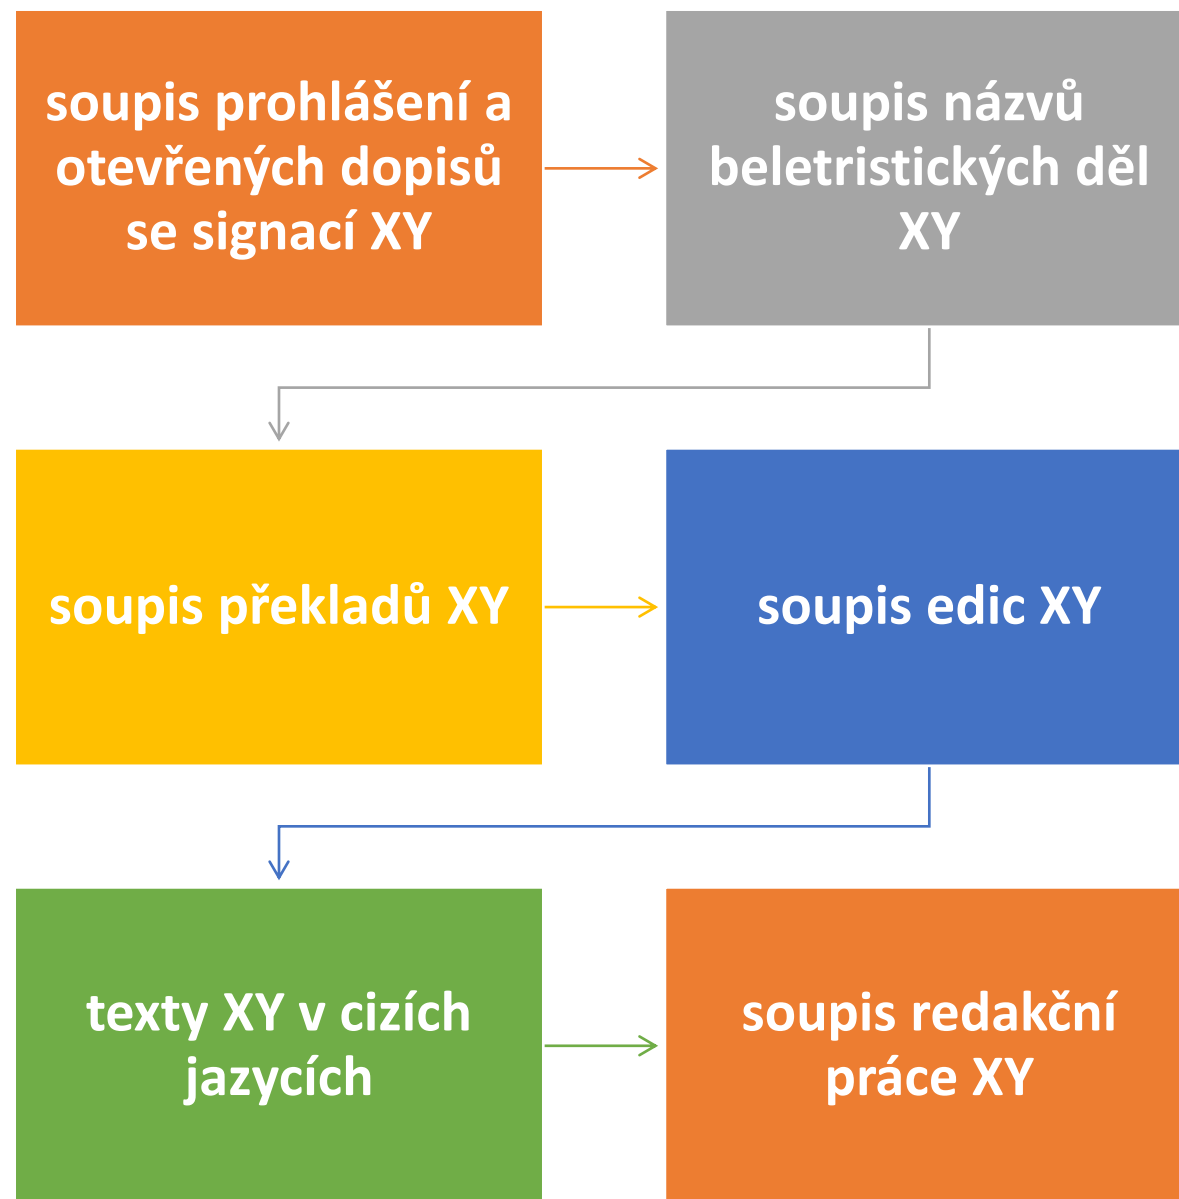 soupis prohlášení a
otevřených dopisů
se signací XY
soupis názvů
beletristických děl
XY
soupis překladů XY
soupis edic XY
texty XY v cizích
jazycích
soupis redakční
práce XY